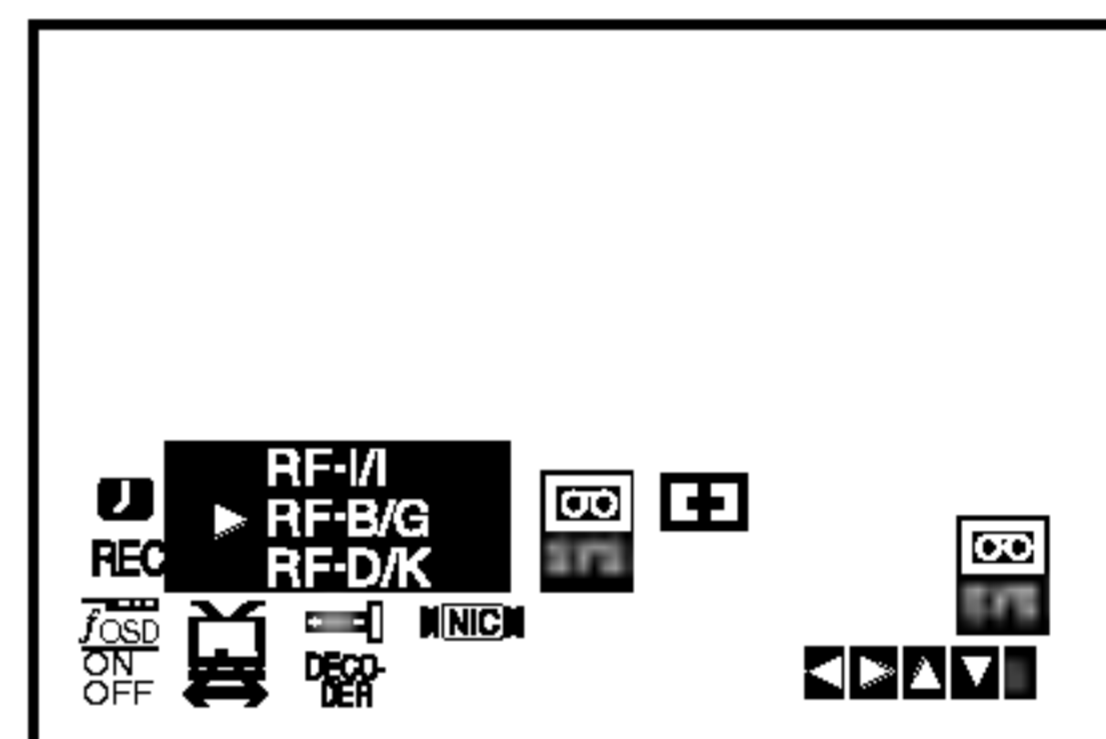 RF-I/I
RF-B/G
REC
RF-D/K
fOSD
ON
OFF
DECO-
DER
NIC